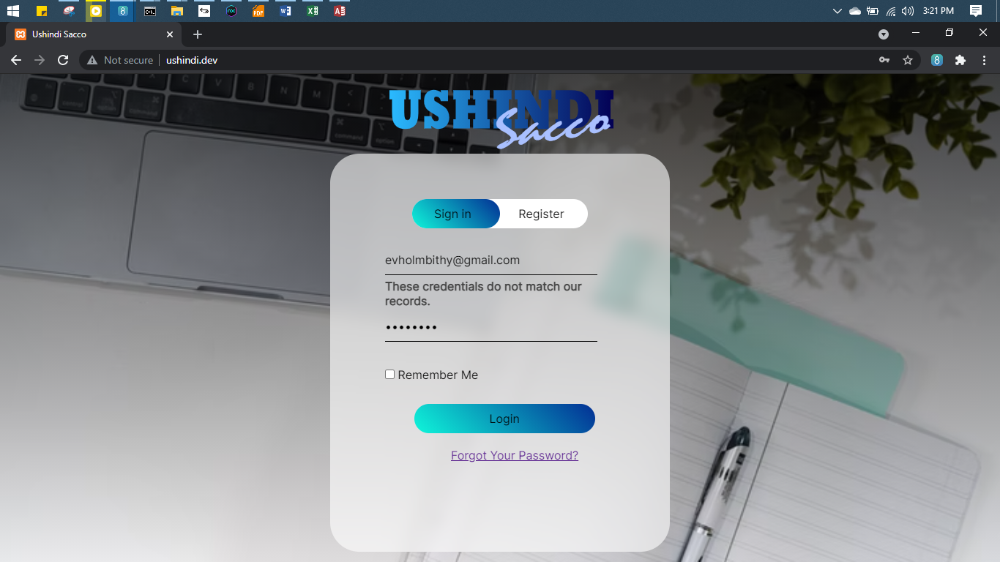 3:21 PM
Ushindi Sacco
Not secure
ushindi.dev
USHINDI
Sacco
Sign in
Register
evholmbithy@gmail.com
These credentials do not match our
records.
Remember Me
Login
Forgot Your Password?